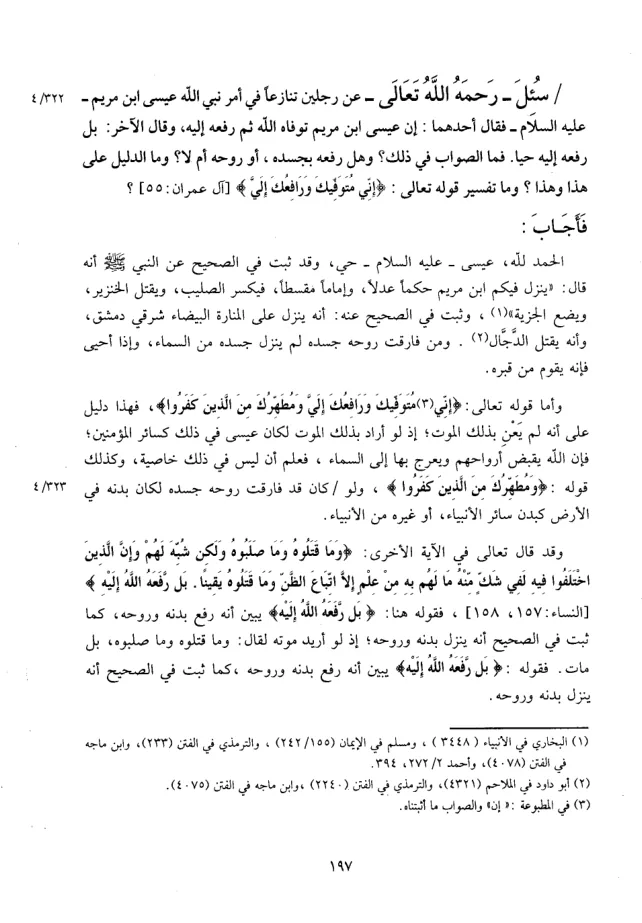 / سُئلَ ـ رَحمَهُ اللَّهُ تَعَالَى ـ عن رجلين تنازعاً في أمر نبي الله عيسى ابن مريم ـ ٤/٣٢٢
عليه السلام ـ فقال أحدهما : إن عيسى ابن مريم توفاه الله ثم رفعه إليه، وقال الآخر: بل
رفعه إليه حيا. فما الصواب في ذلك؟ وهل رفعه بجسده ، أو روحه أم لا؟ وما الدليل على
هذا وهذا ؟ وما تفسير قوله تعالى : ﴿إِنِّي مُتَوَفِّيكَ وَرَافِعُكَ إِلَيَّ ﴾ [آل عمران:٥٥] ؟
فَأَجَـابَ :
الحمد لله، عيسى ـ عليه السلام ـ حي، وقد ثبت في الصحيح عن النبي ﷺ أنه
قال: «ينزل فيكم ابن مريم حكماً عدلاً، وإماماً مقسطاً، فيكسر الصليب، ويقتل الخنزير،
ويضع الجزية»(١) ، وثبت في الصحيح عنه: أنه ينزل على المنارة البيضاء شرقي دمشق،
وأنه يقتل الدَّجَّال(٢) . ومن فارقت روحه جسده لم ينزل جسده من السماء، وإذا أحيى
فإنه يقوم من قبره.
وأما قوله تعالى: ﴿إِنِّي(٣)مُتَوَفِّيكَ وَرَافِعُكَ إِلَيَّ وَمُطَهِّرُكَ مِنَ الَّذِينَ كَفَرُوا﴾، فهذا دليل
على أنه لم يَعْنِ بذلك الموت؛ إذ لو أراد بذلك الموت لكان عيسى في ذلك كسائر المؤمنين؛
فإن الله يقبض أرواحهم ويعرج بها إلى السماء ، فعلم أن ليس في ذلك خاصية، وكذلك
قوله :﴿وَمُطَهِّرُكَ مِنَ الَّذِينَ كَفَرُوا ﴾ ، ولو / كان قد فارقت روحه جسده لكان بدنه في ٤/٣٢٣
الأرض كبدن سائر الأنبياء، أو غيره من الأنبياء.
وقد قال تعالى في الآية الأخرى: ﴿وَمَا قَتَلُوهُ وَمَا صَلَبُوهُ وَلَكِن شُبِّهَ لَهُمْ وَإِنَّ الَّذِينَ
اخْتَلَفُوا فِيهِ لَفِي شَكٍّ مِّنْهُ مَا لَهُم بِهِ مِنْ عِلْمٍ إِلاَّ اتِّبَاعَ الظَّنِّ وَمَا قَتَلُوهُ يَقِينًا. بَل رَّفَعَهُ اللَّهُ إِلَيْهِ ﴾
[النساء:١٥٧، ١٥٨] ، فقوله هنا: ﴿ بَل رَّفَعَهُ اللَّهُ إِلَيْهِ﴾ يبين أنه رفع بدنه وروحه، كما
ثبت في الصحيح أنه ينزل بدنه وروحه؛ إذ لو أريد موته لقال: وما قتلوه وما صلبوه، بل
مات. فقوله :﴿ بَل رَّفَعَهُ اللَّهُ إِلَيْهِ﴾ يبين أنه رفع بدنه وروحه ،كما ثبت في الصحيح أنه
ينزل بدنه وروحه.
(١) البخاري في الأنبياء ( ٣٤٤٨ ) ، ومسلم في الإيمان (٢٤٢/١٥٥) ، والترمذي في الفتن (٢٢٣)، وابن ماجه
في الفتن (٤٠٧٨)، وأحمد ٢/ ٢٧٢، ٣٩٤.
(٢) أبو داود في الملاحم (٤٣٢١)، والترمذي في الفتن (٢٢٤٠) ،وابن ماجه في الفتن (٤٠٧٥).
(٣) في المطبوعة :« إن» والصواب ما أثبتناه.
١٩٧